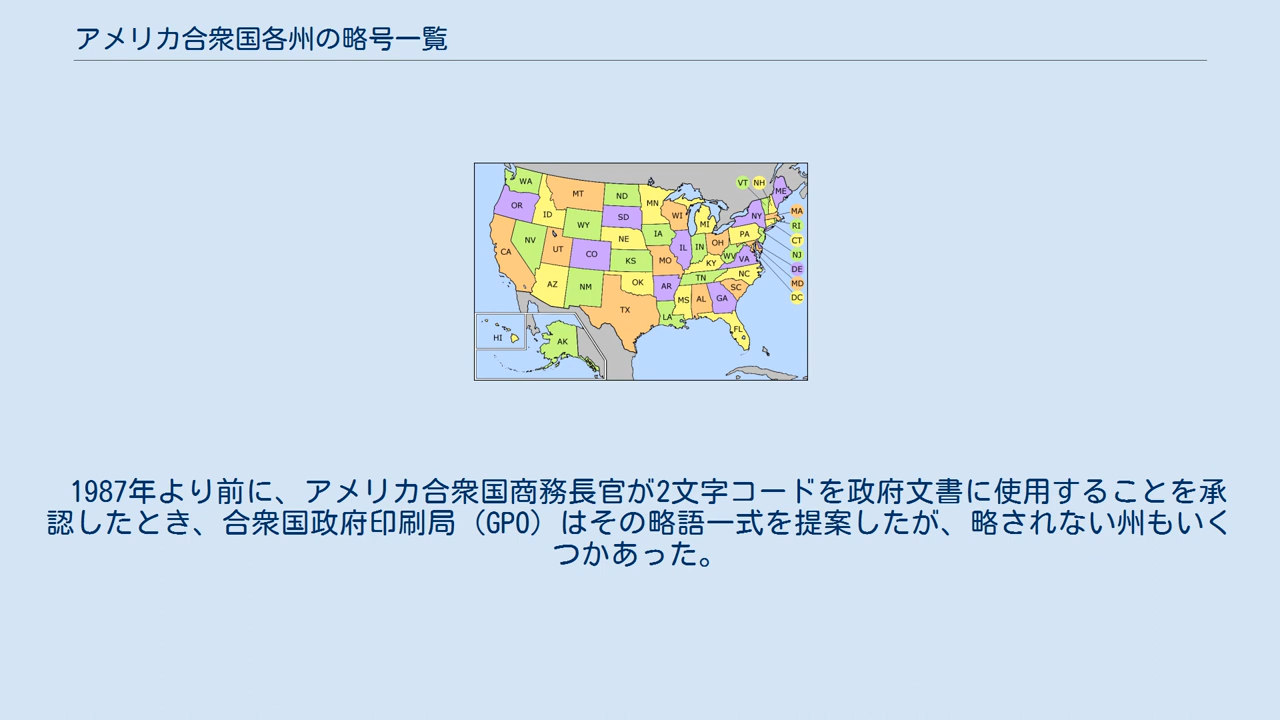 アメリカ合衆国各州の略号一覧
WA
MT
ND
MN
VT NH
ME
OR
ID
SD
WI
MI
NY
MA
WY
RI
NV
NE
IA
PA
CT
CA
UT
CO
IL
IN
OH
NJ
KS
MO
KY
WV
VA
DE
AZ
NM
OK
AR
TN
NC
MD
SC
DC
TX
MS
AL
GA
LA
FL
HI
AK
1987年より前に、アメリカ合衆国商務長官が2文字コードを政府文書に使用することを承
認したとき、合衆国政府印刷局（GPO）はその略語一式を提案したが、略されない州もいく
つかあった。